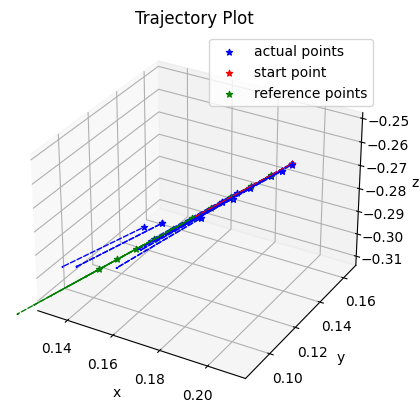 Trajectory Plot
actual points
start point
reference points
−0.25
−0.26
−0.27
−0.28
−0.29
−0.30
−0.31
z
0.16
0.14
0.12
0.10
y
0.14
0.16
0.18
0.20
x